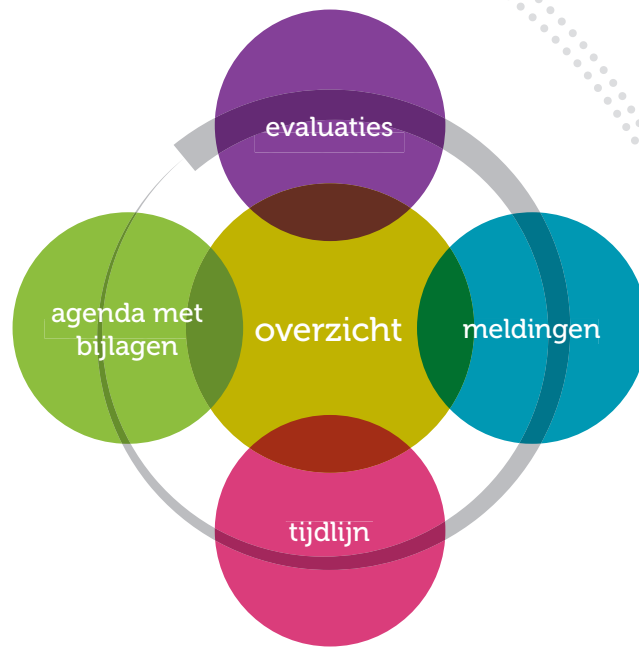 evaluaties
agenda met
bijlagen
overzicht
meldingen
tijdlijn